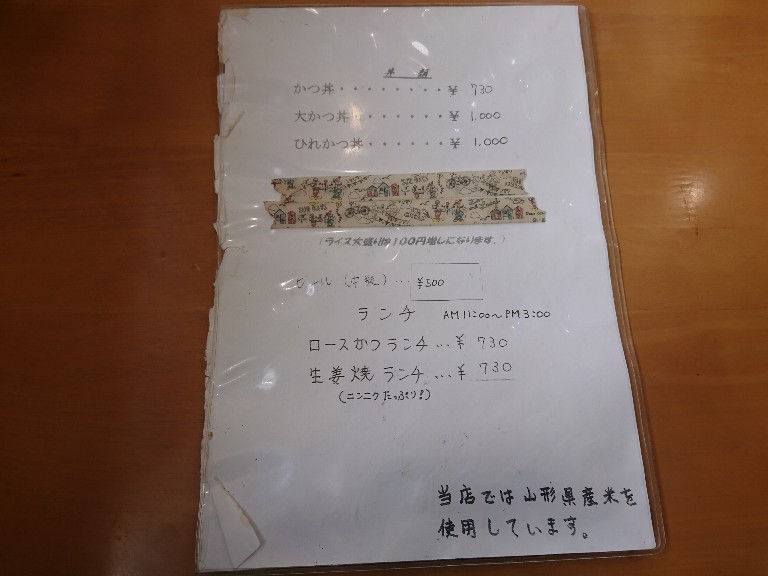 丼 類
かつ丼・・・・・・・・¥ 730
大かつ丼・・・・・・・¥ 1,000
ひれかつ丼・・・・・・¥ 1,000
(ライス大盛りは100円増しになります。)
ビール(中瓶)…¥500
ランチ AM 11:00〜PM 3:00
ロースかつランチ…¥ 730
生姜焼ランチ…¥ 730
(ニンニクたっぷり!)
当店では山形県産米を
使用しています。